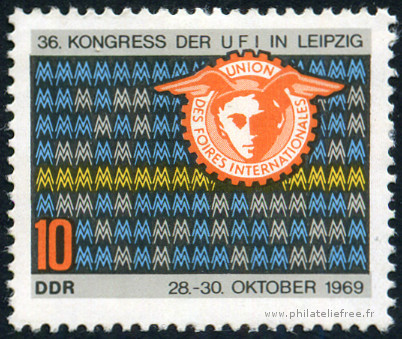 36. KONGRESS DER UFI IN LEIPZIG
UNION
DES FOIRES INTERNATIONALES
10
DDR
28.-30. OKTOBER 1969
www.philateliefree.fr